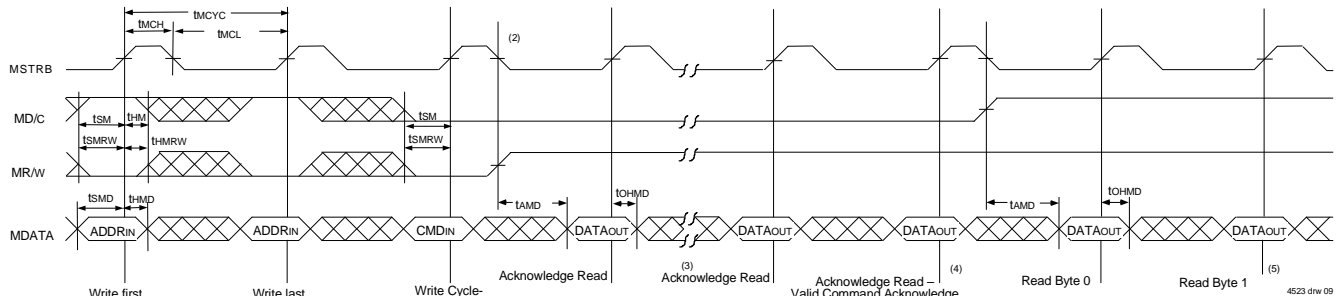 tMCYC
tMCH
tMCL
(2)
MSTRB
MD/C
tSM
tHM
tSM
tSMRW
tHMRW
tSMRW
MR/W
tSMD
tHMD
tAMD
tOHMD
tAMD
tOHMD
MDATA
ADDRIN
ADDRIN
CMDIN
DATAOUT
DATAOUT
DATAOUT
DATAOUT
DATAOUT
Acknowledge Read
(3)
Acknowledge Read
Acknowledge Read –
Valid Command Acknowledge
(4)
Read Byte 0
Read Byte 1
(5)
Write first
Write last
Write Cycle-
4523 drw 09